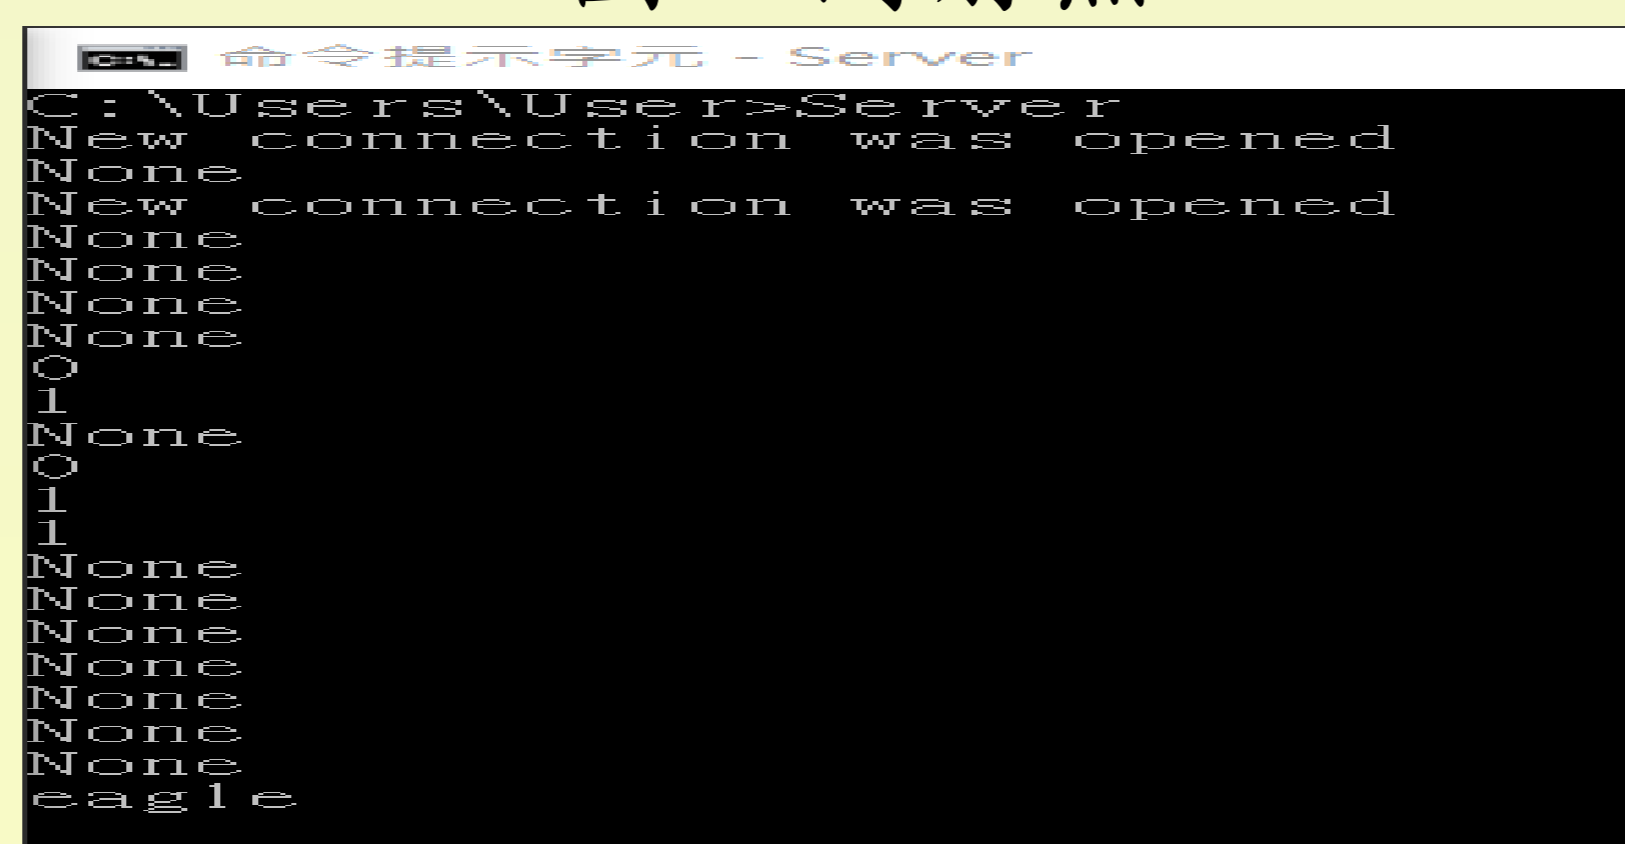 命令提示字元 - Server
C:\Users\User>Server
New connection was opened
None
New connection was opened
None
None
None
None
0
1
None
0
1
1
None
None
None
None
None
None
None
eagle